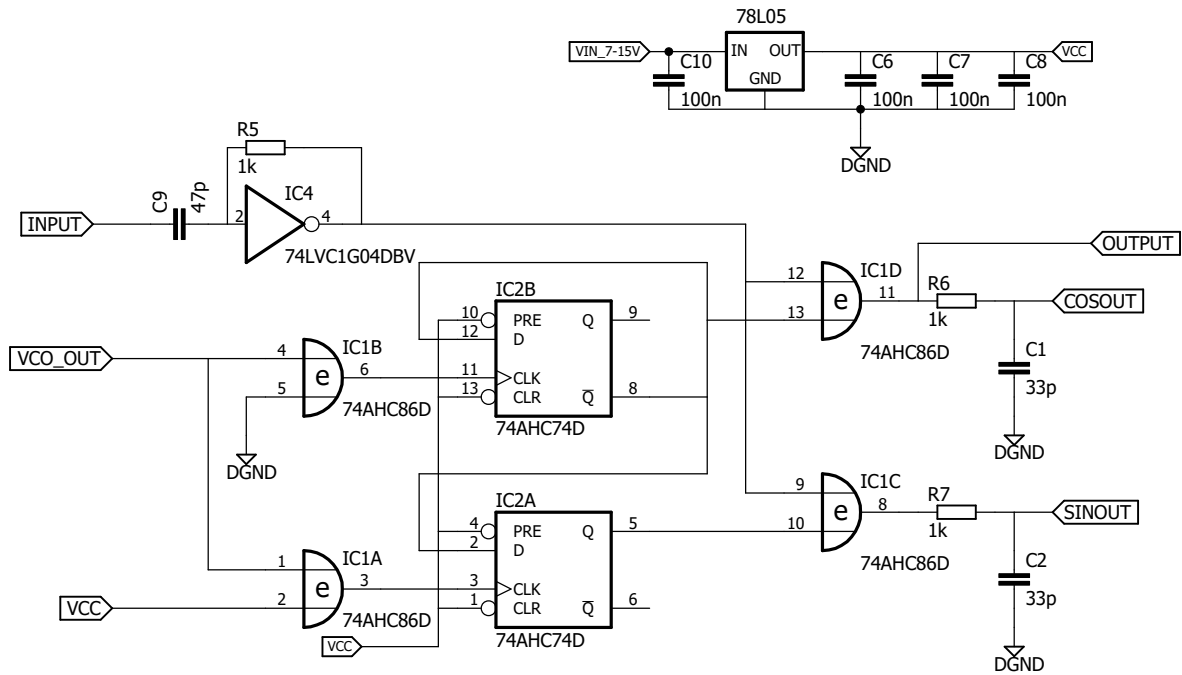 78L05
VIN_7-15V
IN OUT
VCC
GND
C10
100n
C6
100n
C7
100n
C8
100n
DGND
R5
1k
C9
47p
INPUT
2
IC4
4
74LVC1G04DBV
OUTPUT
12
13
IC1D
e
11
74AHC86D
R6
1k
COSOUT
C1
33p
DGND
IC2B
10
12
11
13
PRE
D
CLK
CLR
Q
Q
9
8
74AHC74D
VCO_OUT
4
5
IC1B
e
6
74AHC86D
DGND
IC2A
4
2
3
1
PRE
D
CLK
CLR
Q
Q
5
6
74AHC74D
9
10
IC1C
e
8
74AHC86D
R7
1k
SINOUT
C2
33p
DGND
1
2
IC1A
e
3
74AHC86D
VCC
VCC